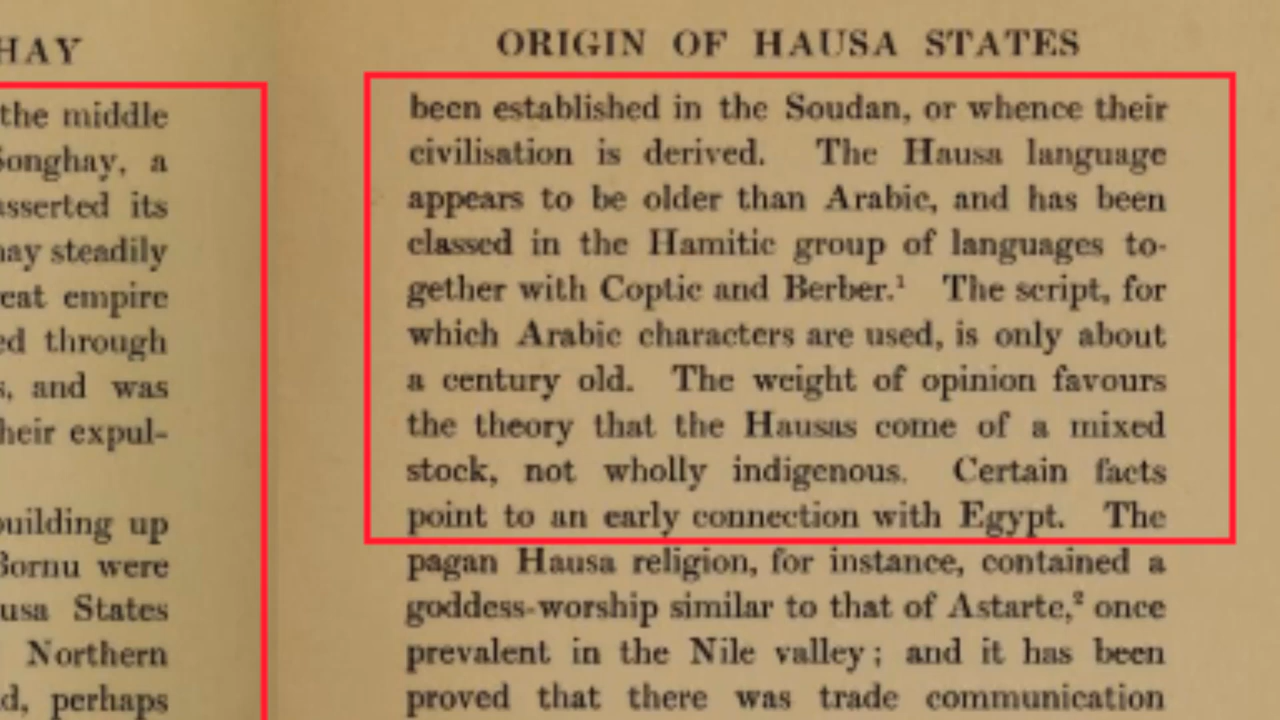 HAY
the middle
Songhay, a
asserted its
steadily
empire
through
and was
their expul-
building up
Bornu were
States
Northern
perhaps
ORIGIN OF HAUSA STATES
been established in the Soudan, or whence their
civilisation is derived. The Hausa language
appears to be older than Arabic, and has been
classed in the Hamitic group of languages to-
gether with Coptic and Berber.¹ The script, for
which Arabic characters are used, is only about
a century old. The weight of opinion favours
the theory that the Hausas come of a mixed
stock, not wholly indigenous. Certain facts
point to an early connection with Egypt. The
pagan Hausa religion, for instance, contained a
goddess-worship similar to that of Astarte,² once
prevalent in the Nile valley; and it has been
proved that there was trade communication